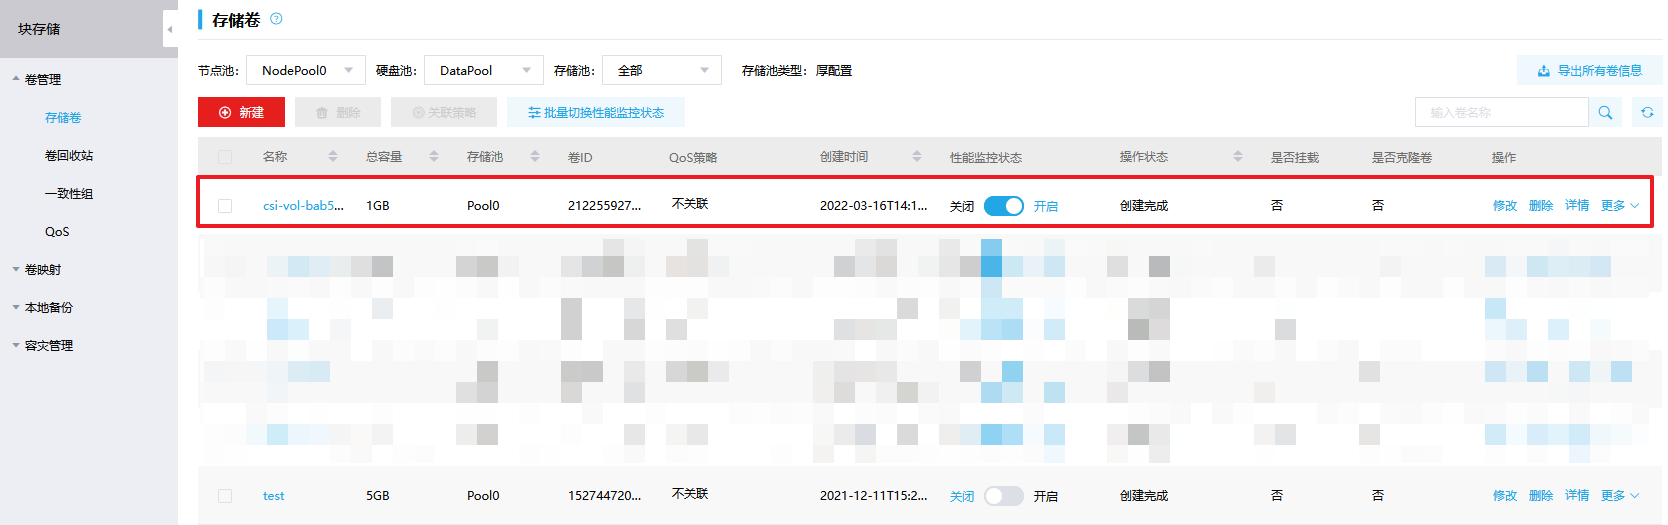 块存储
卷管理
存储卷
卷回收站
一致性组
QoS
卷映射
本地备份
容灾管理
存储卷
节点池: NodePool0 硬盘池: DataPool 存储池: 全部 存储池类型: 厚配置 导出所有卷信息
新建 删除 关联策略 批量切换性能监控状态 输入卷名称
名称 总容量 存储池 卷ID QoS策略 创建时间 性能监控状态 操作状态 是否挂载 是否克隆卷 操作
csi-vol-bab5... 1GB Pool0 212255927... 不关联 2022-03-16T14:1... 关闭 开启 创建完成 否 否 修改 删除 详情 更多
test 5GB Pool0 152744720... 不关联 2021-12-11T15:2... 关闭 开启 创建完成 否 否 修改 删除 详情 更多